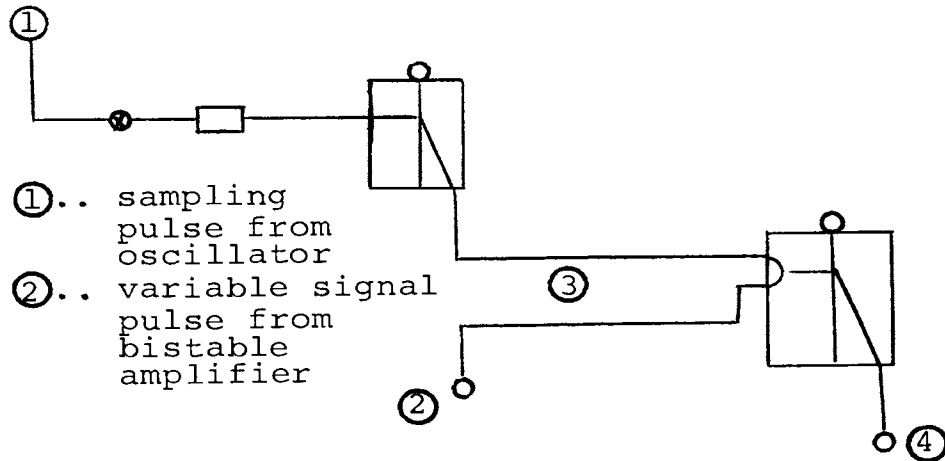 ①
①.. sampling
pulse from
oscillator
②.. variable signal
pulse from
bistable
amplifier
③
②
④